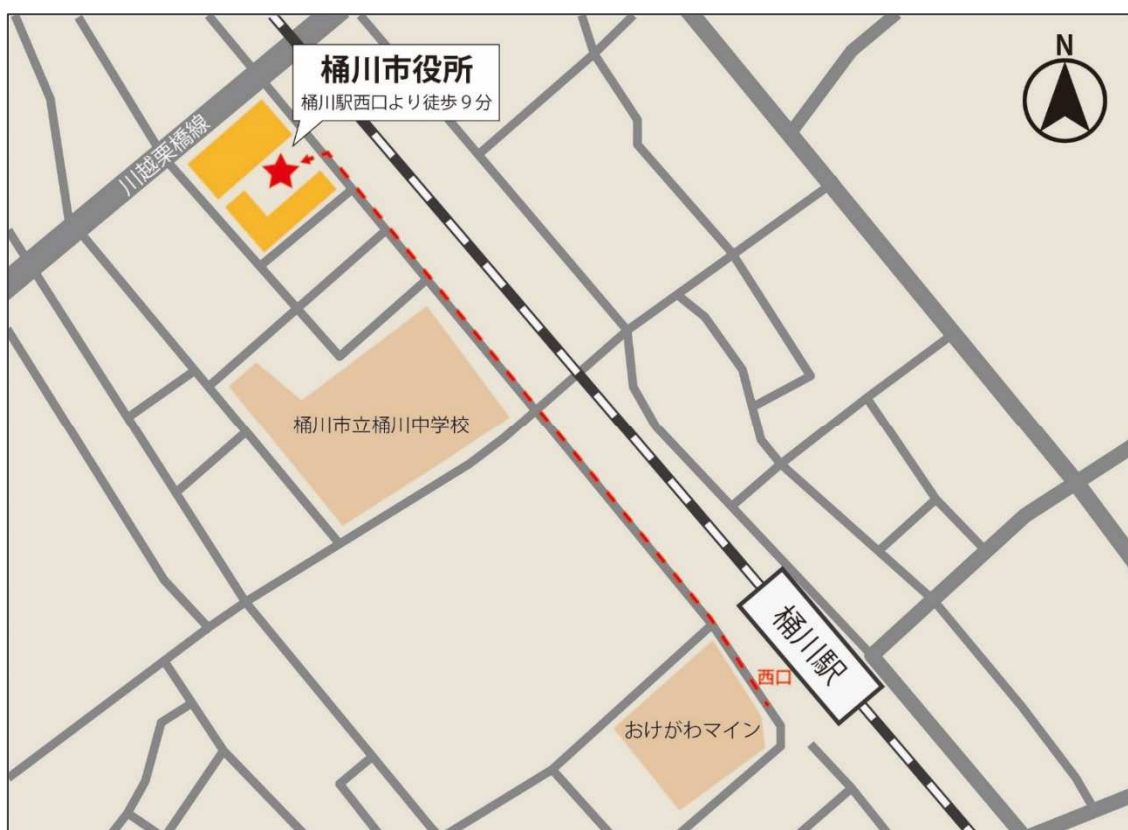 桶川市役所
桶川駅西口より徒歩9分
N
川越栗橋線
桶川市立桶川中学校
桶川駅
西口
おけがわマイン